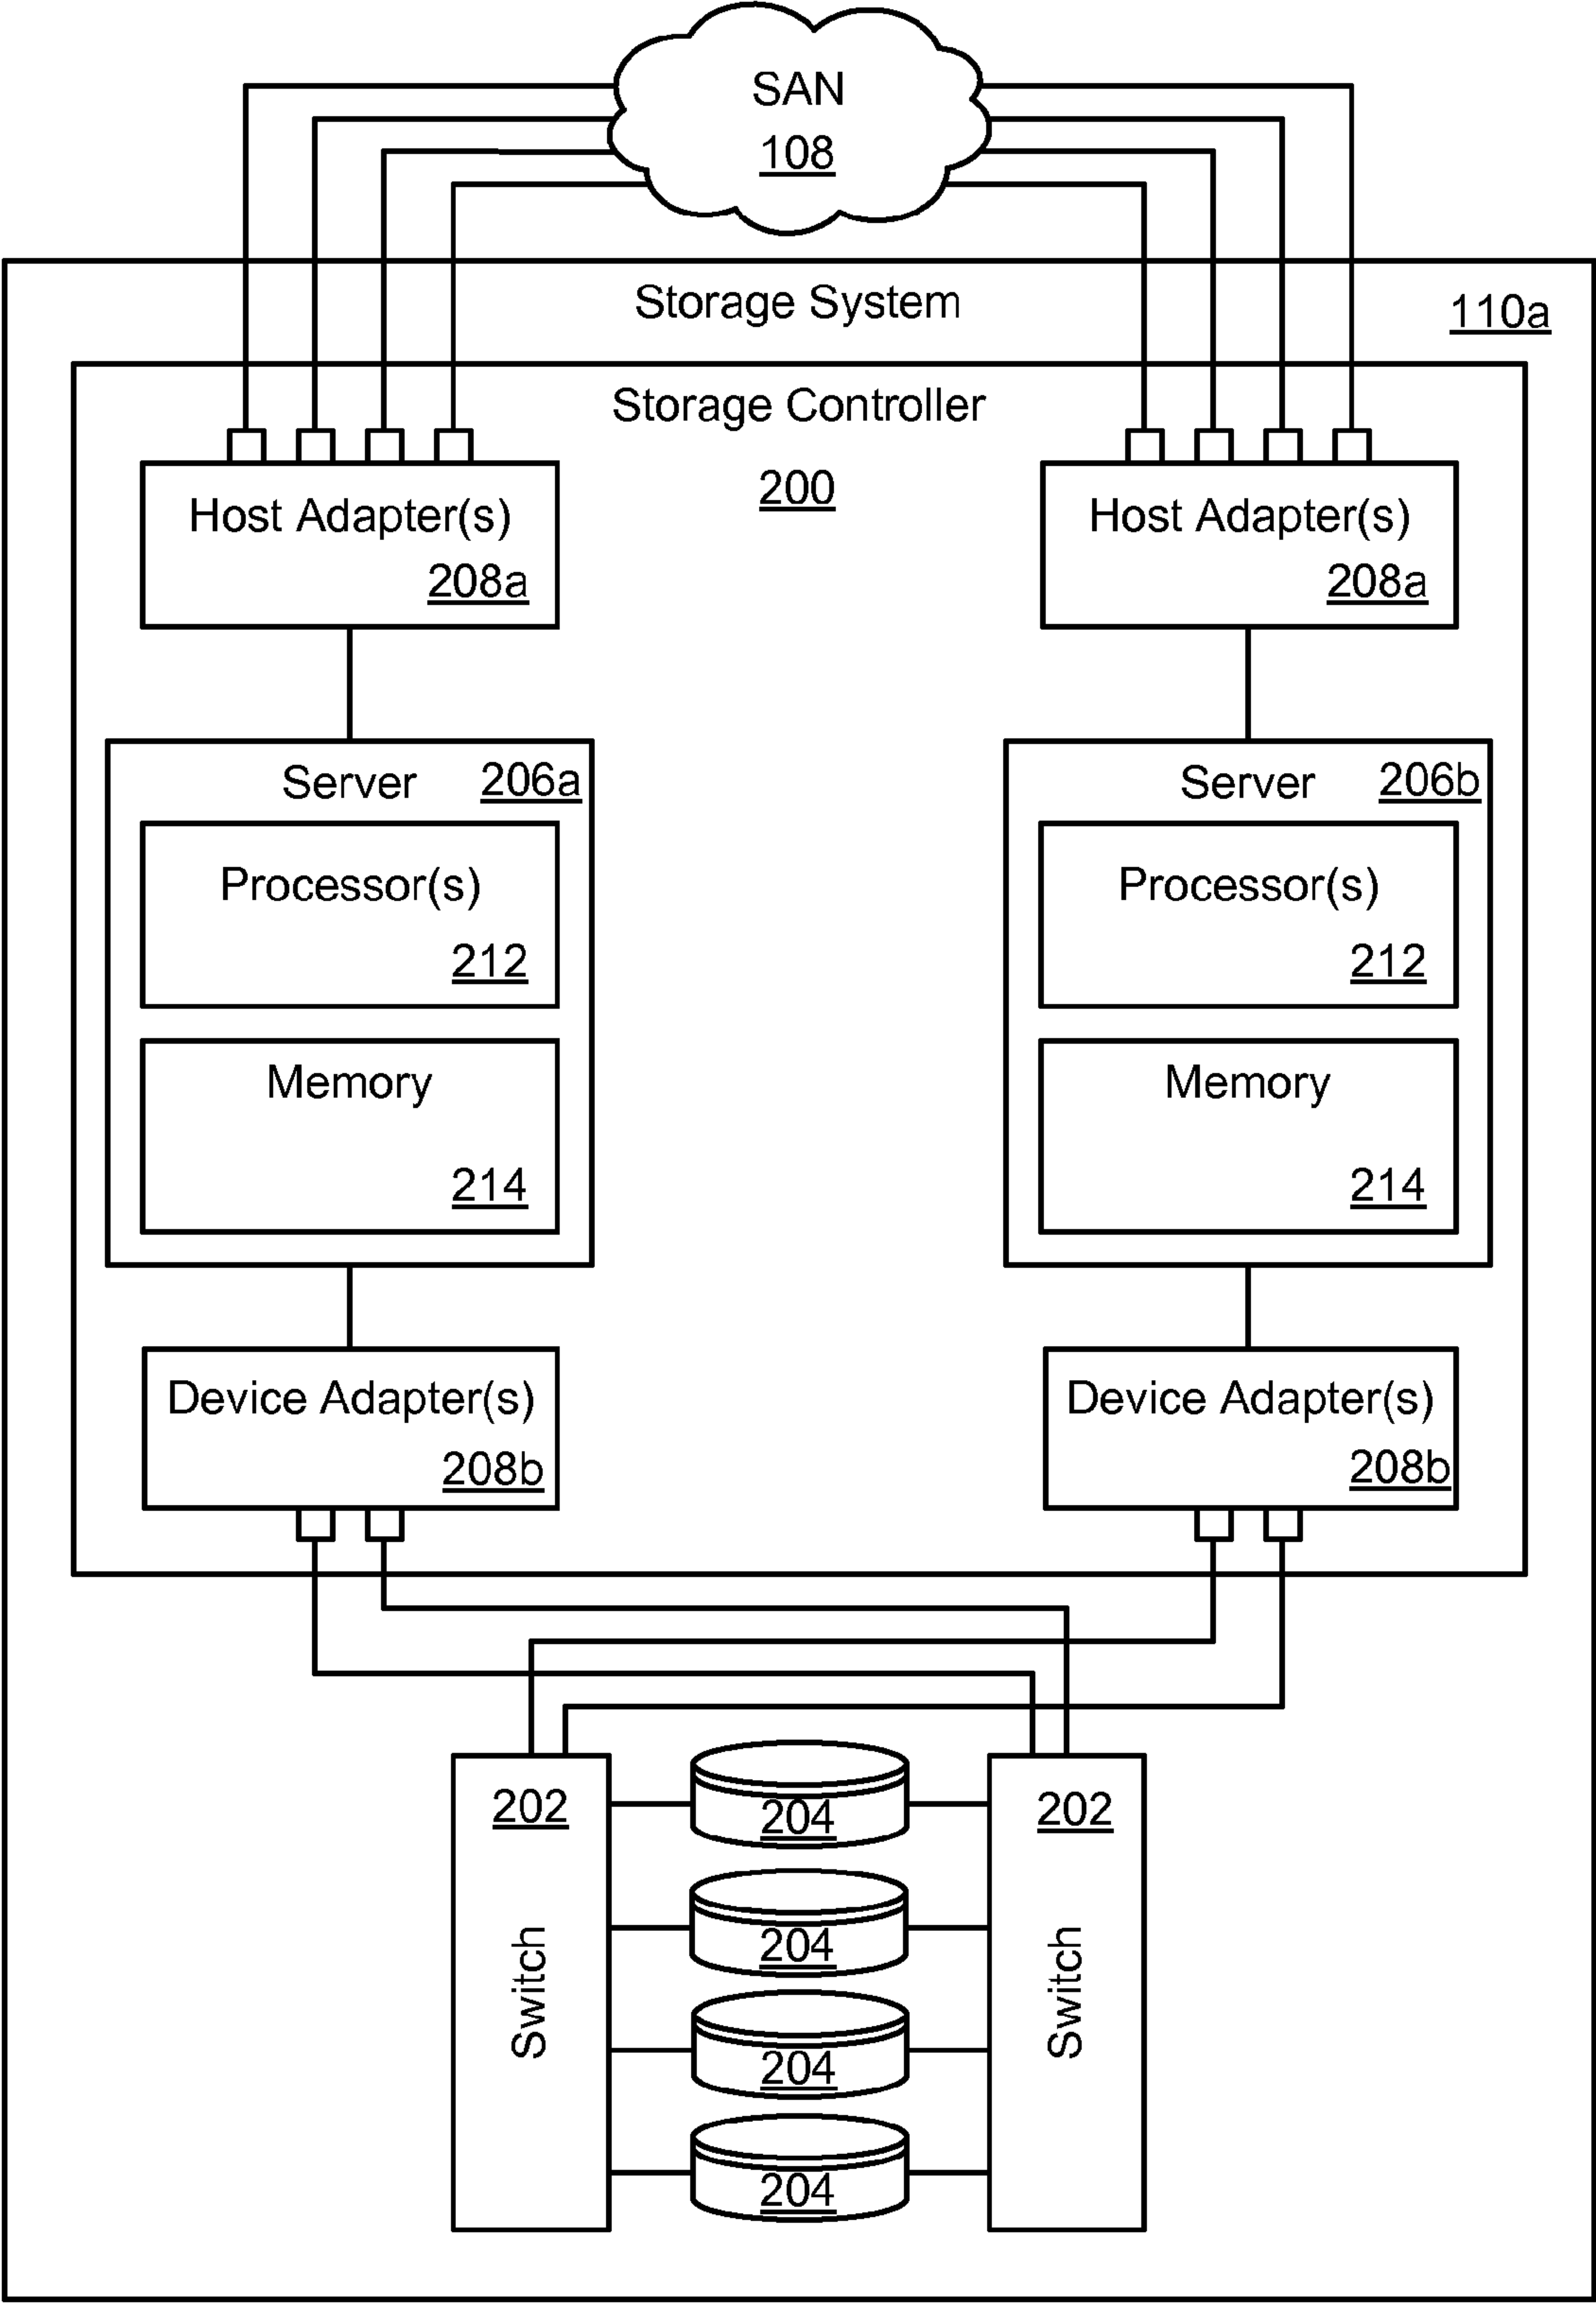 SAN
108
Storage System
110a
Storage Controller
200
Host Adapter(s)
208a
Host Adapter(s)
208a
Server 206a
Processor(s)
212
Memory
214
Server 206b
Processor(s)
212
Memory
214
Device Adapter(s)
208b
Device Adapter(s)
208b
202
Switch
204
204
204
204
202
Switch